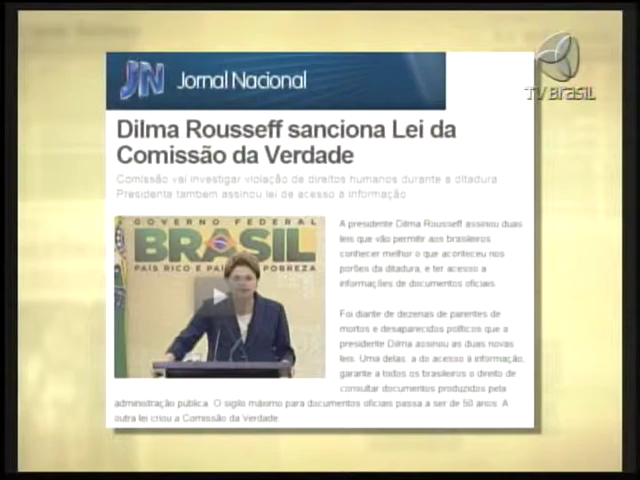 TV BRASIL
JN Jornal Nacional
Dilma Rousseff sanciona Lei da
Comissão da Verdade
Comissão vai investigar violação de direitos humanos durante a ditadura
Presidenta também assinou lei de acesso à informação
GOVERNO FEDERAL
BRASIL
PAÍS RICO E PAÍS POBREZA
A presidente Dilma Rousseff assinou duas
leis que vão permitir aos brasileiros
conhecer melhor o que aconteceu nos
porões da ditadura, e ter acesso a
informações de documentos oficiais.
Foi diante de dezenas de parentes de
mortos e desaparecidos políticos que a
presidente Dilma assinou as duas novas
leis. Uma delas, a do acesso à informação,
garante a todos os brasileiros o direito de
consultar documentos produzidos pela
administração pública. O sigilo máximo para documentos oficiais passa a ser de 50 anos. A
outra lei criou a Comissão da Verdade.